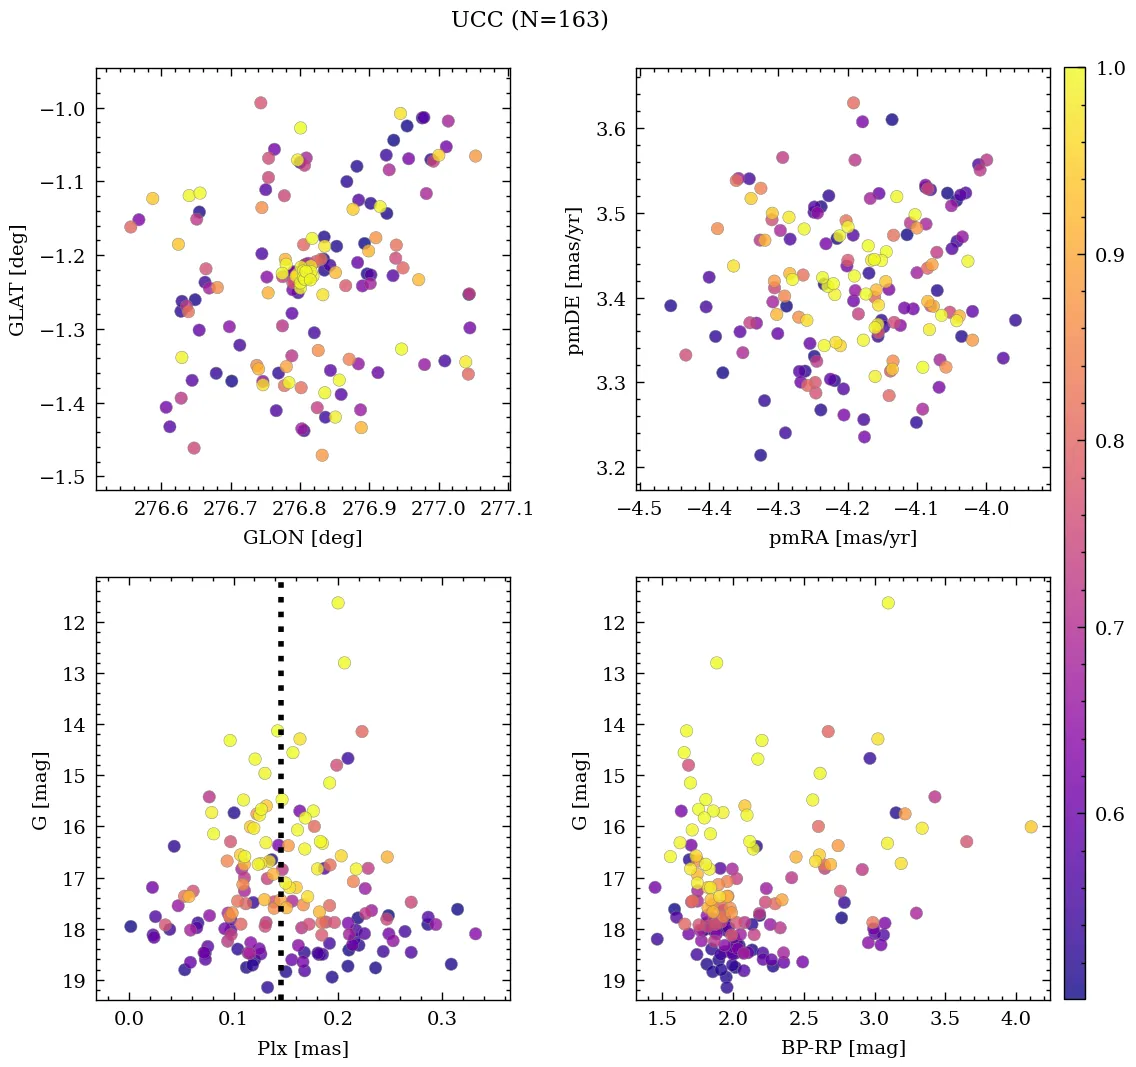 UCC (N=163)
−1.0
−1.1
−1.2
−1.3
−1.4
−1.5
GLAT [deg]
276.6 276.7 276.8 276.9 277.0 277.1
GLON [deg]
3.6
3.5
3.4
3.3
3.2
pmDE [mas/yr]
−4.5 −4.4 −4.3 −4.2 −4.1 −4.0
pmRA [mas/yr]
1.0
0.9
0.8
0.7
0.6
12
13
14
15
16
17
18
19
G [mag]
0.0 0.1 0.2 0.3
Plx [mas]
12
13
14
15
16
17
18
19
G [mag]
1.5 2.0 2.5 3.0 3.5 4.0
BP-RP [mag]